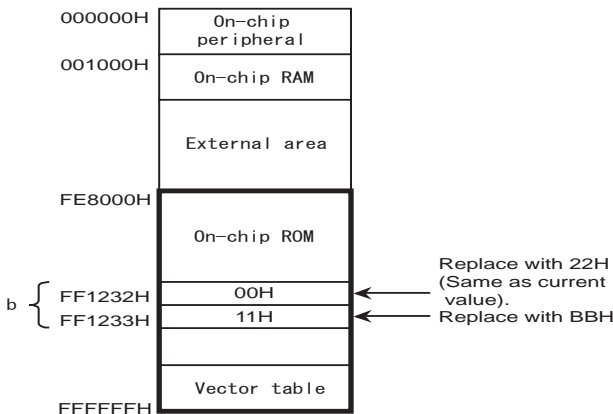 000000H
On-chip
peripheral
001000H
On-chip RAM
External area
FE8000H
On-chip ROM
Replace with 22H
(Same as current
value).
b
FF1232H
00H
FF1233H
11H
Replace with BBH
Vector table
FFFFFFH